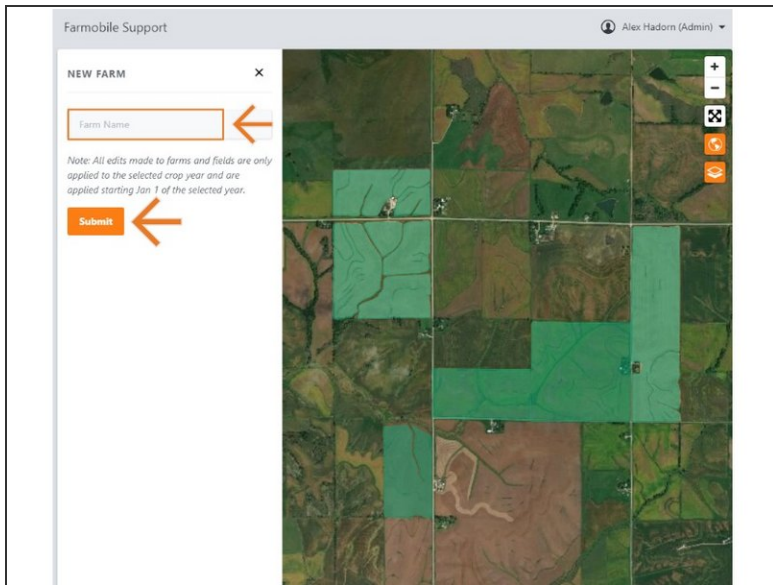 Farmobile Support
Alex Hadorn (Admin)
NEW FARM
Farm Name
Note: All edits made to farms and fields are only
applied to the selected crop year and are
applied starting Jan 1 of the selected year.
Submit